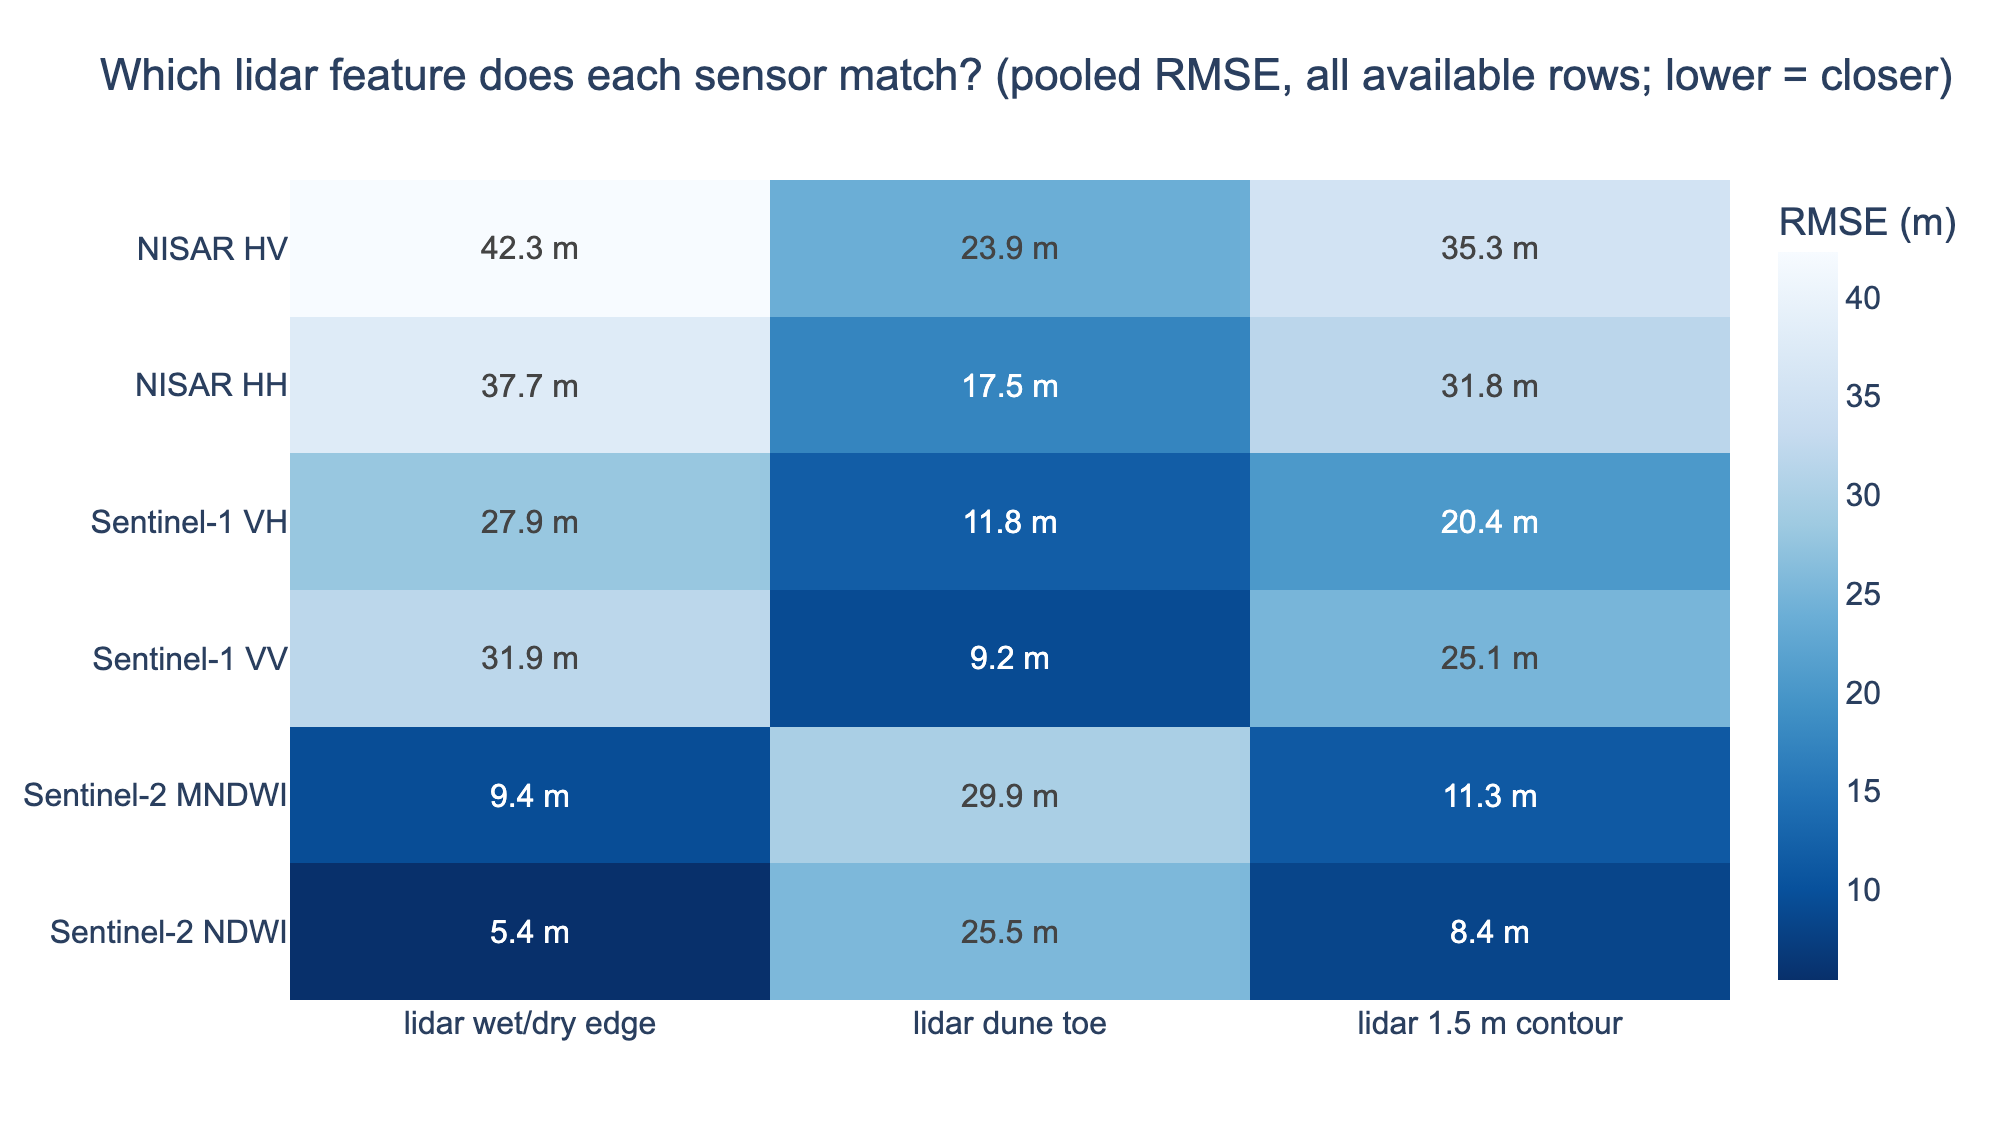 Which lidar feature does each sensor match? (pooled RMSE, all available rows; lower = closer)
RMSE (m)
NISAR HV 42.3 m 23.9 m 35.3 m
NISAR HH 37.7 m 17.5 m 31.8 m
Sentinel-1 VH 27.9 m 11.8 m 20.4 m
Sentinel-1 VV 31.9 m 9.2 m 25.1 m
Sentinel-2 MNDWI 9.4 m 29.9 m 11.3 m
Sentinel-2 NDWI 5.4 m 25.5 m 8.4 m
lidar wet/dry edge lidar dune toe lidar 1.5 m contour
40
35
30
25
20
15
10